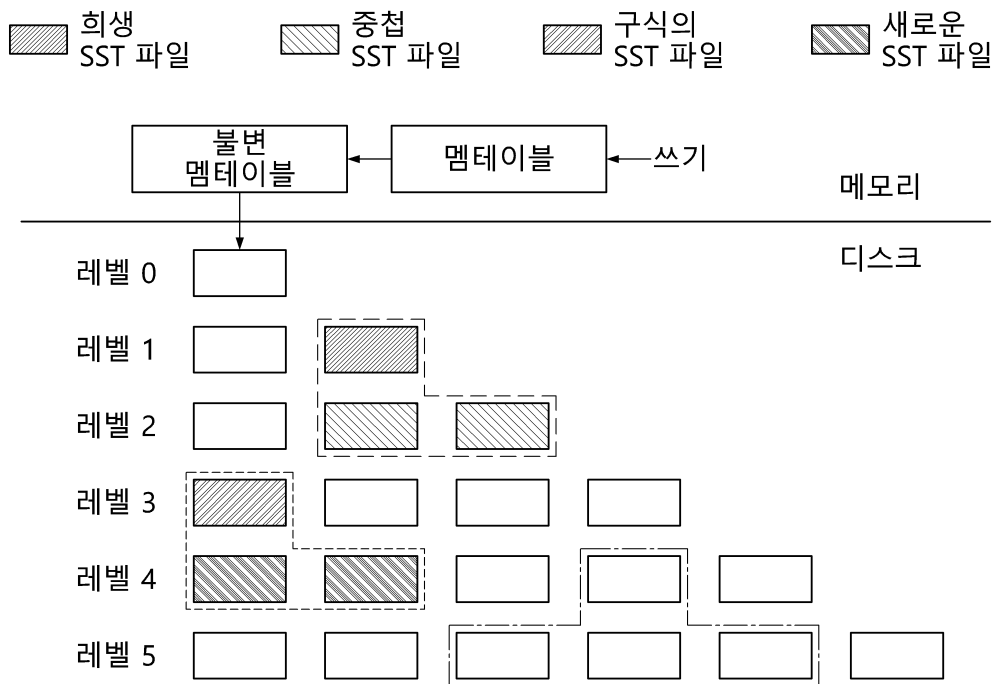 희생
SST 파일
중첩
SST 파일
구식의
SST 파일
새로운
SST 파일
불변
멤테이블
멤테이블
쓰기
메모리
디스크
레벨 0
레벨 1
레벨 2
레벨 3
레벨 4
레벨 5